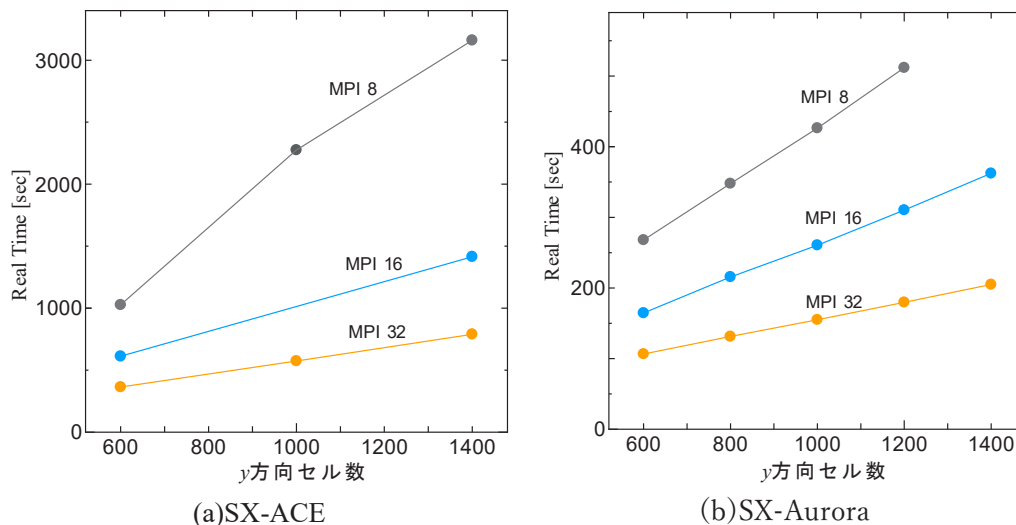 Real Time [sec]
3000
2000
1000
0
MPI 8
MPI 16
MPI 32
600 800 1000 1200 1400
y方向セル数
(a)SX-ACE
Real Time [sec]
400
200
0
MPI 8
MPI 16
MPI 32
600 800 1000 1200 1400
y方向セル数
(b)SX-Aurora